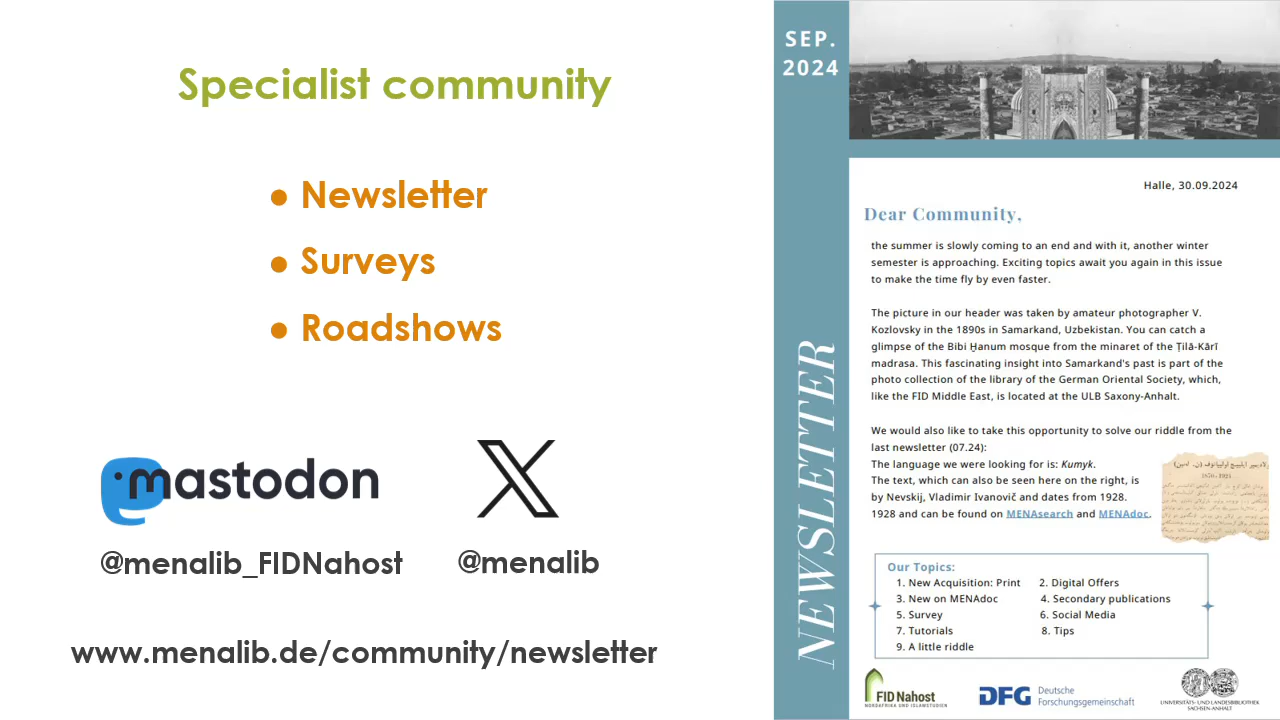 Specialist community
● Newsletter
● Surveys
● Roadshows
mastodon
@menalib_FIDNahost
@menalib
www.menalib.de/community/newsletter
SEP.
2024
NEWSLETTER
Halle, 30.09.2024
Dear Community,
the summer is slowly coming to an end and with it, another winter
semester is approaching. Exciting topics await you again in this issue
to make the time fly by even faster.
The picture in our header was taken by amateur photographer V.
Kozlovsky in the 1890s in Samarkand, Uzbekistan. You can catch a
glimpse of the Bibi Ḫanum mosque from the minaret of the Ṭilā-Kārī
madrasa. This fascinating insight into Samarkand's past is part of the
photo collection of the library of the German Oriental Society, which,
like the FID Middle East, is located at the ULB Saxony-Anhalt.
We would also like to take this opportunity to solve our riddle from the
last newsletter (07.24):
The language we were looking for is: Kumyk.
The text, which can also be seen here on the right, is
by Nevskij, Vladimir Ivanovič and dates from 1928.
1928 and can be found on MENAsearch and MENAdoc.
Our Topics:
1. New Acquisition: Print 2. Digital Offers
3. New on MENAdoc 4. Secondary publications
5. Survey 6. Social Media
7. Tutorials 8. Tips
9. A little riddle
FID Nahost
NORDAFRIKA UND ISLAMSTUDIEN
DFG Deutsche
Forschungsgemeinschaft
UNIVERSITÄTS- UND LANDESBIBLIOTHEK
SACHSEN-ANHALT